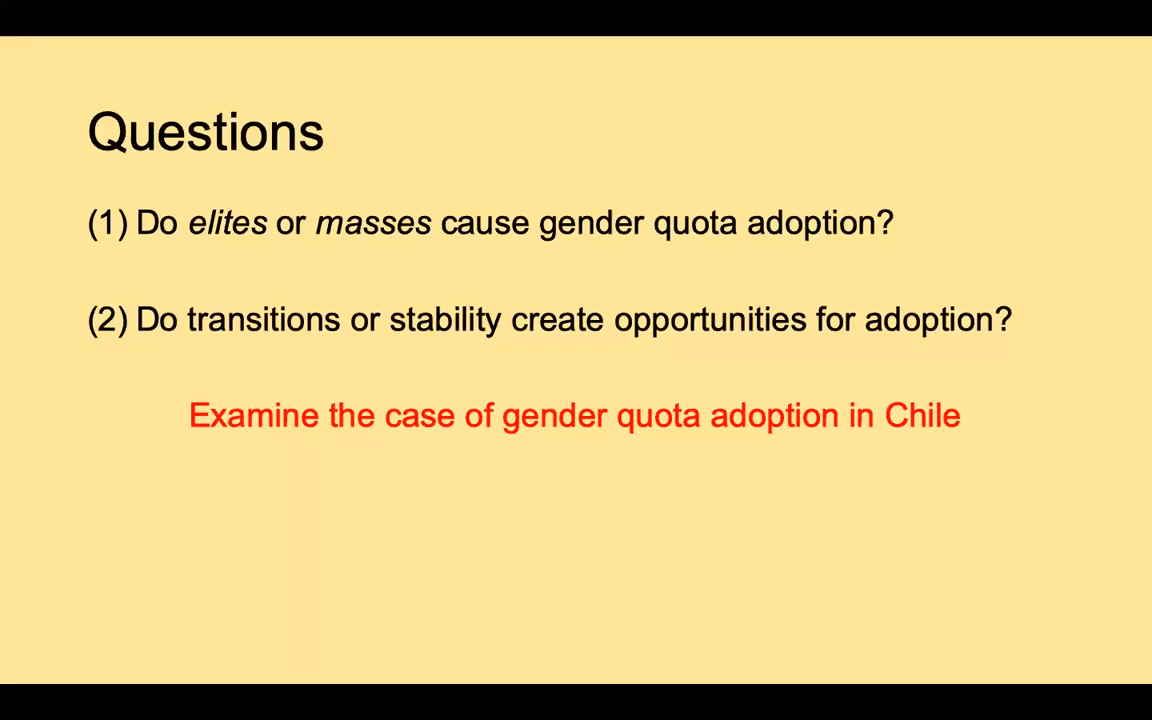 Questions
(1) Do elites or masses cause gender quota adoption?
(2) Do transitions or stability create opportunities for adoption?
Examine the case of gender quota adoption in Chile